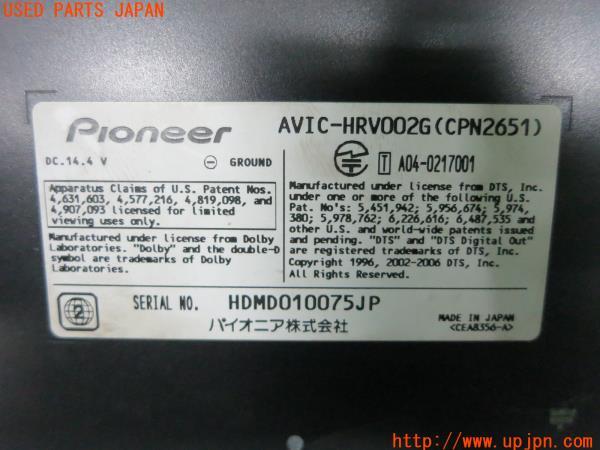 USED PARTS JAPAN
Pioneer
AVIC-HRV002G(CPN2651)
DC.14.4 V
⊖ GROUND
T A04-0217001
Apparatus Claims of U.S. Patent Nos.
4,631,603, 4,577,216, 4,819,098, and
4,907,093 licensed for limited
viewing uses only.
Manufactured under license from Dolby
Laboratories. "Dolby" and the double-D
symbol are trademarks of Dolby
Laboratories.
Manufactured under license from DTS, Inc.
under one or more of the following U.S.
Pat. No's: 5,451,942; 5,956,674; 5,974,
380; 5,978,762; 6,226,616; 6,487,535 and
other U.S. and world-wide patents issued
and pending. "DTS" and "DTS Digital Out"
are registered trademarks of DTS, Inc.
Copyright 1996, 2002-2006 DTS, Inc.
2
SERIAL NO. HDMD010075JP
パイオニア株式会社
MADE IN JAPAN
<CEA8356-A>
http://www.upjpn.com/